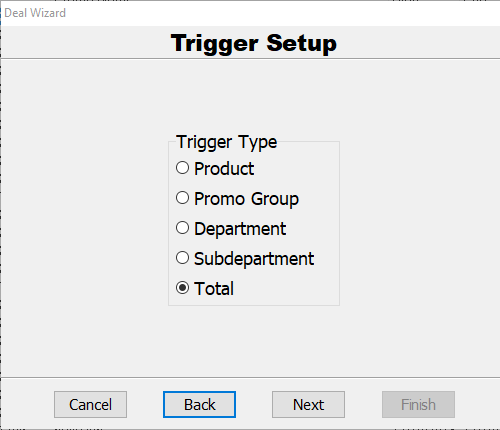 Deal Wizard
Trigger Setup
Trigger Type
Product
Promo Group
Department
Subdepartment
Total
Cancel Back Next Finish